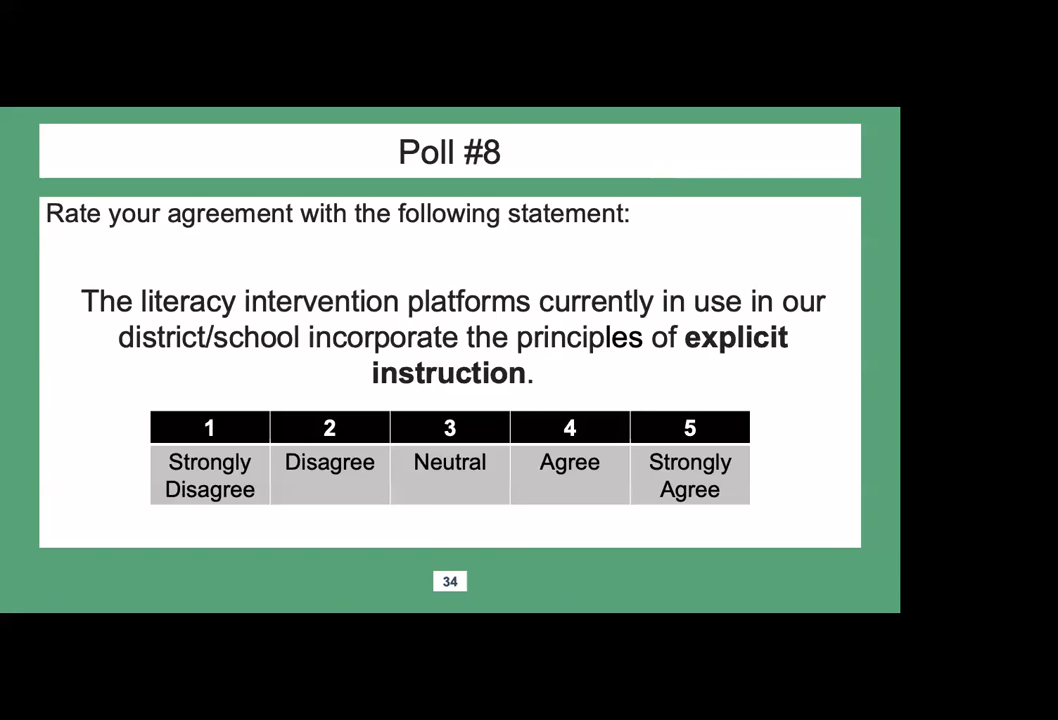 Poll #8
Rate your agreement with the following statement:
The literacy intervention platforms currently in use in our
district/school incorporate the principles of explicit
instruction.
1 2 3 4 5
Strongly Disagree Neutral Agree Strongly
Disagree Agree
34